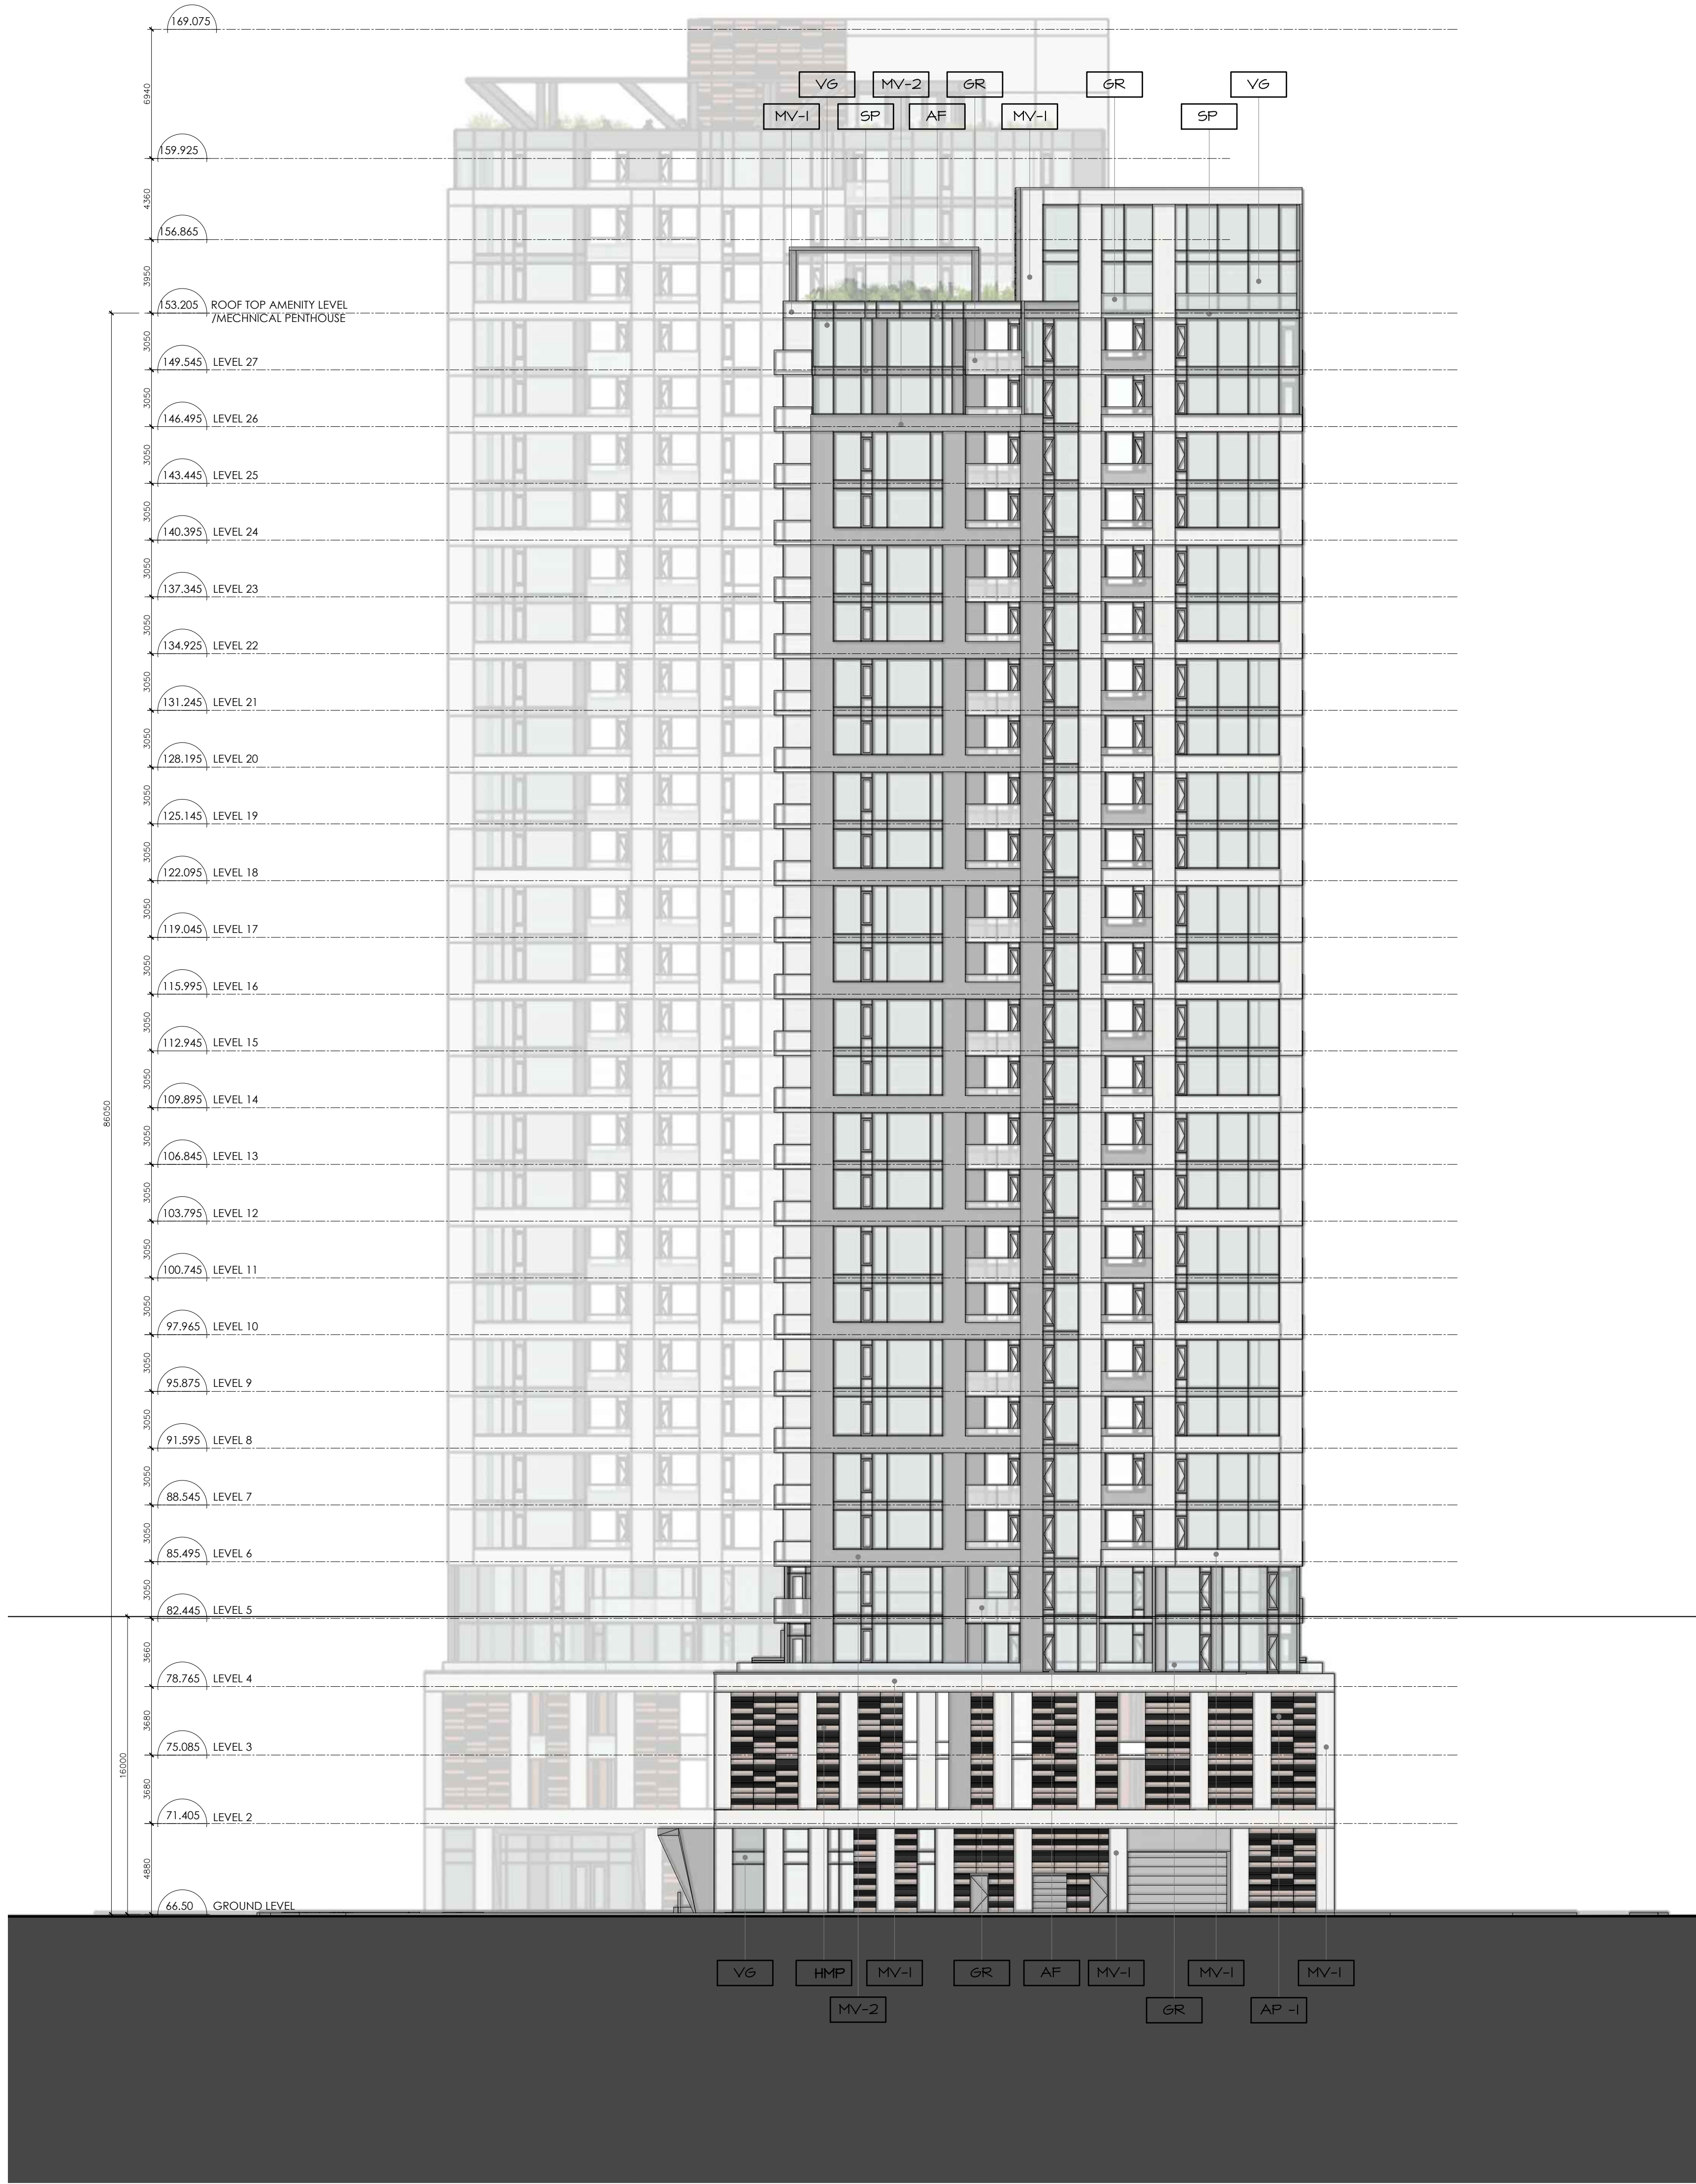 169.075
6940
VG MV-2 GR GR VG
MV-1 SP AF MV-1 SP
159.925
4360
156.865
3950
153.205 ROOF TOP AMENITY LEVEL
/MECHNICAL PENTHOUSE
3050
149.545 LEVEL 27
3050
146.495 LEVEL 26
3050
143.445 LEVEL 25
3050
140.395 LEVEL 24
3050
137.345 LEVEL 23
3050
134.925 LEVEL 22
3050
131.245 LEVEL 21
3050
128.195 LEVEL 20
3050
125.145 LEVEL 19
3050
122.095 LEVEL 18
3050
119.045 LEVEL 17
3050
115.995 LEVEL 16
3050
112.945 LEVEL 15
3050
109.895 LEVEL 14
86050
3050
106.845 LEVEL 13
3050
103.795 LEVEL 12
3050
100.745 LEVEL 11
3050
97.965 LEVEL 10
3050
95.875 LEVEL 9
3050
91.595 LEVEL 8
3050
88.545 LEVEL 7
3050
85.495 LEVEL 6
3050
82.445 LEVEL 5
3660
78.765 LEVEL 4
3680
75.085 LEVEL 3
16000
3680
71.405 LEVEL 2
4880
66.50 GROUND LEVEL
VG HMP MV-1 GR AF MV-1 MV-1 MV-1
MV-2 GR AP -1